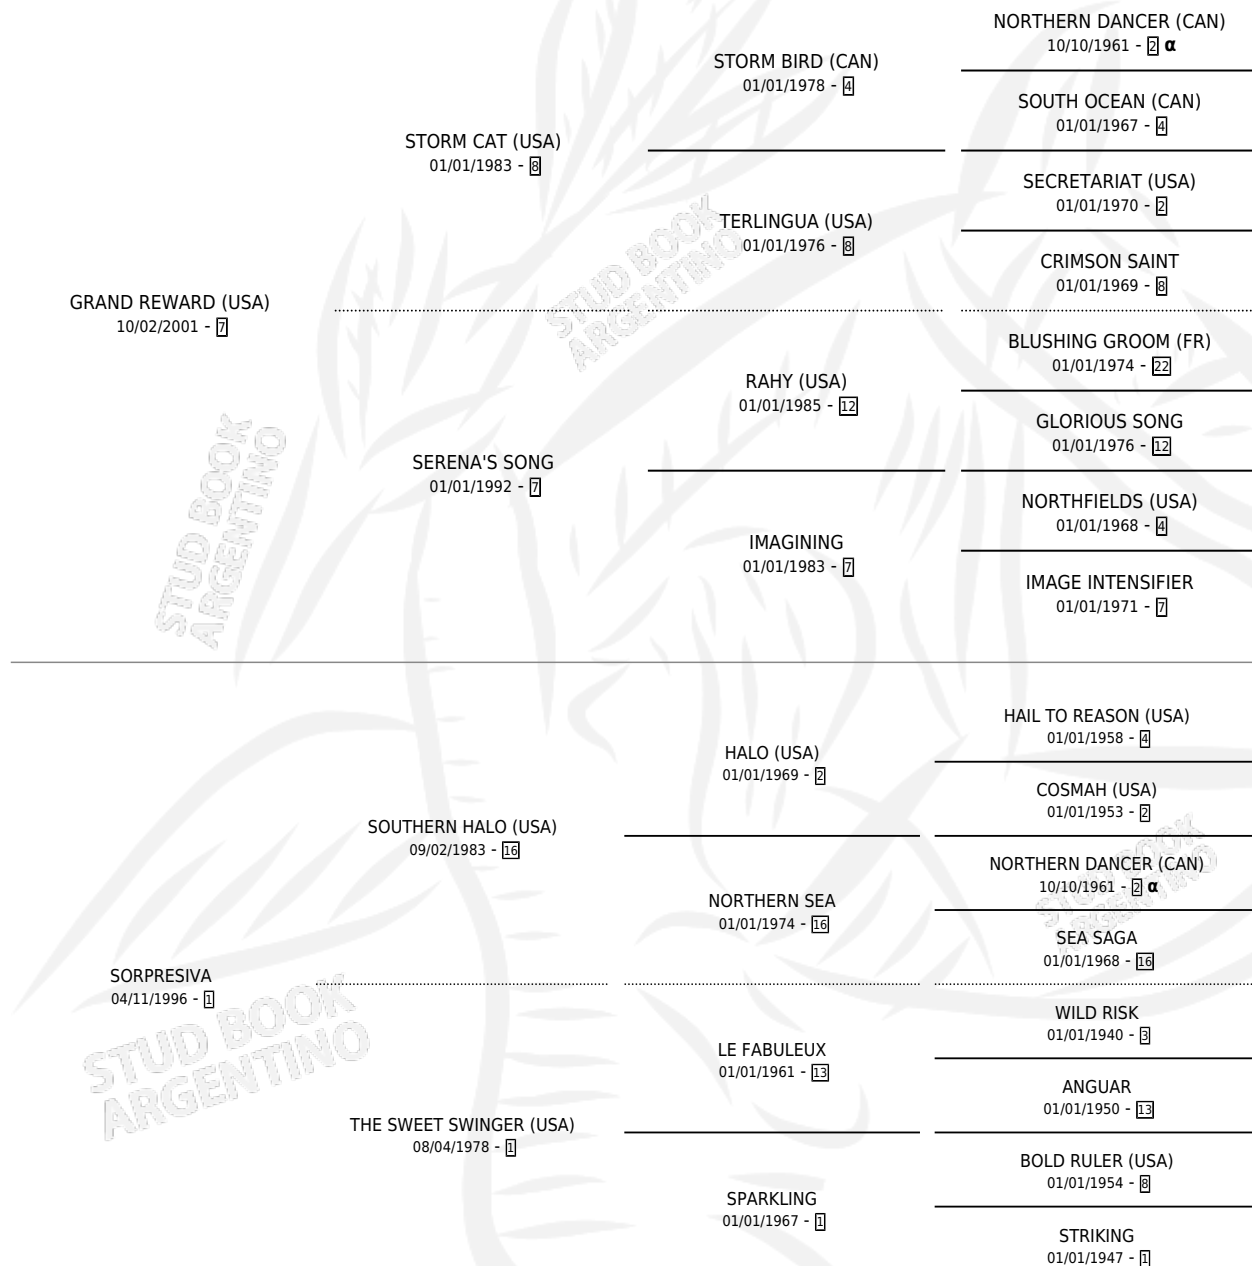 NORTHERN DANCER (CAN)
10/10/1961 - 2 α
STORM BIRD (CAN)
01/01/1978 - 4
SOUTH OCEAN (CAN)
01/01/1967 - 4
STORM CAT (USA)
01/01/1983 - 8
SECRETARIAT (USA)
01/01/1970 - 2
TERLINGUA (USA)
01/01/1976 - 8
CRIMSON SAINT
01/01/1969 - 8
GRAND REWARD (USA)
10/02/2001 - 7
BLUSHING GROOM (FR)
01/01/1974 - 22
RAHY (USA)
01/01/1985 - 12
GLORIOUS SONG
01/01/1976 - 12
SERENA'S SONG
01/01/1992 - 7
NORTHFIELDS (USA)
01/01/1968 - 4
IMAGINING
01/01/1983 - 7
IMAGE INTENSIFIER
01/01/1971 - 7
HAIL TO REASON (USA)
01/01/1958 - 4
HALO (USA)
01/01/1969 - 2
COSMAH (USA)
01/01/1953 - 2
SOUTHERN HALO (USA)
09/02/1983 - 16
NORTHERN DANCER (CAN)
10/10/1961 - 2 α
NORTHERN SEA
01/01/1974 - 16
SEA SAGA
01/01/1968 - 16
SORPRESIVA
04/11/1996 - 1
WILD RISK
01/01/1940 - 3
LE FABULEUX
01/01/1961 - 13
ANGUAR
01/01/1950 - 13
THE SWEET SWINGER (USA)
08/04/1978 - 1
BOLD RULER (USA)
01/01/1954 - 8
SPARKLING
01/01/1967 - 1
STRIKING
01/01/1947 - 1
STUD BOOK
ARGENTINO
STUD BOOK
ARGENTINO
STUD BOOK
ARGENTINO
STUD BOOK
ARGENTINO